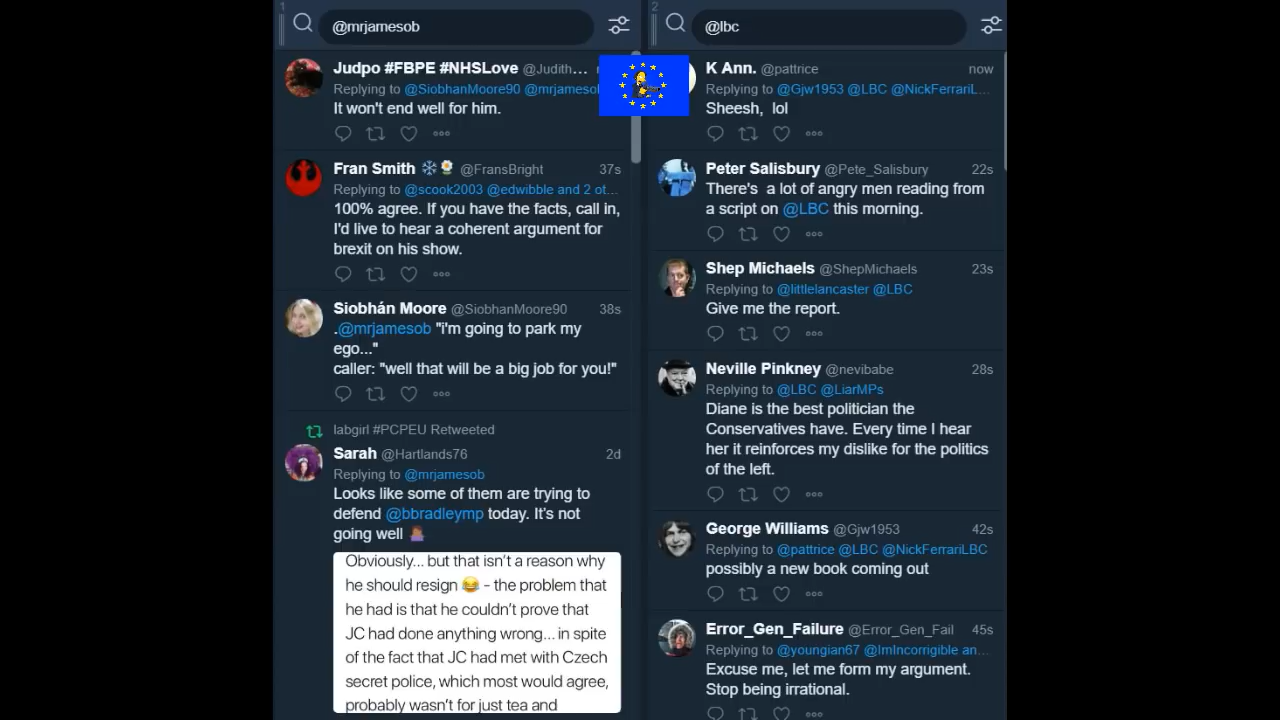 1
@mrjamesob
Judpo #FBPE #NHSLove @Judith...
Replying to @SiobhanMoore90
It won't end well for him.
Fran Smith @FransBright 37s
Replying to @scook2003 @edwibble and 2 ot...
100% agree. If you have the facts, call in,
I'd live to hear a coherent argument for
brexit on his show.
Siobhán Moore @SiobhanMoore90 38s
.@mrjamesob "i'm going to park my
ego..."
caller: "well that will be a big job for you!"
labgirl #PCPEU Retweeted
Sarah @Hartlands76 2d
Replying to @mrjamesob
Looks like some of them are trying to
defend @bbradleymp today. It's not
going well
Obviously... but that isn't a reason why
he should resign 😂 - the problem that
he had is that he couldn't prove that
JC had done anything wrong... in spite
of the fact that JC had met with Czech
secret police, which most would agree,
probably wasn't for just tea and
2
@lbc
K Ann. @pattrice now
Replying to @Gjw1953 @LBC @NickFerrariL...
Sheesh, lol
Peter Salisbury @Pete_Salisbury 22s
There's a lot of angry men reading from
a script on @LBC this morning.
Shep Michaels @ShepMichaels 23s
Replying to @littlelancaster @LBC
Give me the report.
Neville Pinkney @nevibabe 28s
Replying to @LBC @LiarMPs
Diane is the best politician the
Conservatives have. Every time I hear
her it reinforces my dislike for the politics
of the left.
George Williams @Gjw1953 42s
Replying to @pattrice @LBC @NickFerrariLBC
possibly a new book coming out
Error_Gen_Failure @Error_Gen_Fail 45s
Replying to @youngian67 @ImIncorrigible an...
Excuse me, let me form my argument.
Stop being irrational.